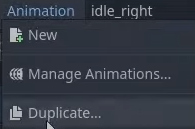 Animation idle_right
New
Manage Animations...
Duplicate...